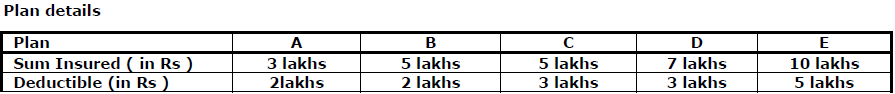 Plan details
Plan A B C D E
Sum Insured ( in Rs ) 3 lakhs 5 lakhs 5 lakhs 7 lakhs 10 lakhs
Deductible (in Rs ) 2lakhs 2 lakhs 3 lakhs 3 lakhs 5 lakhs